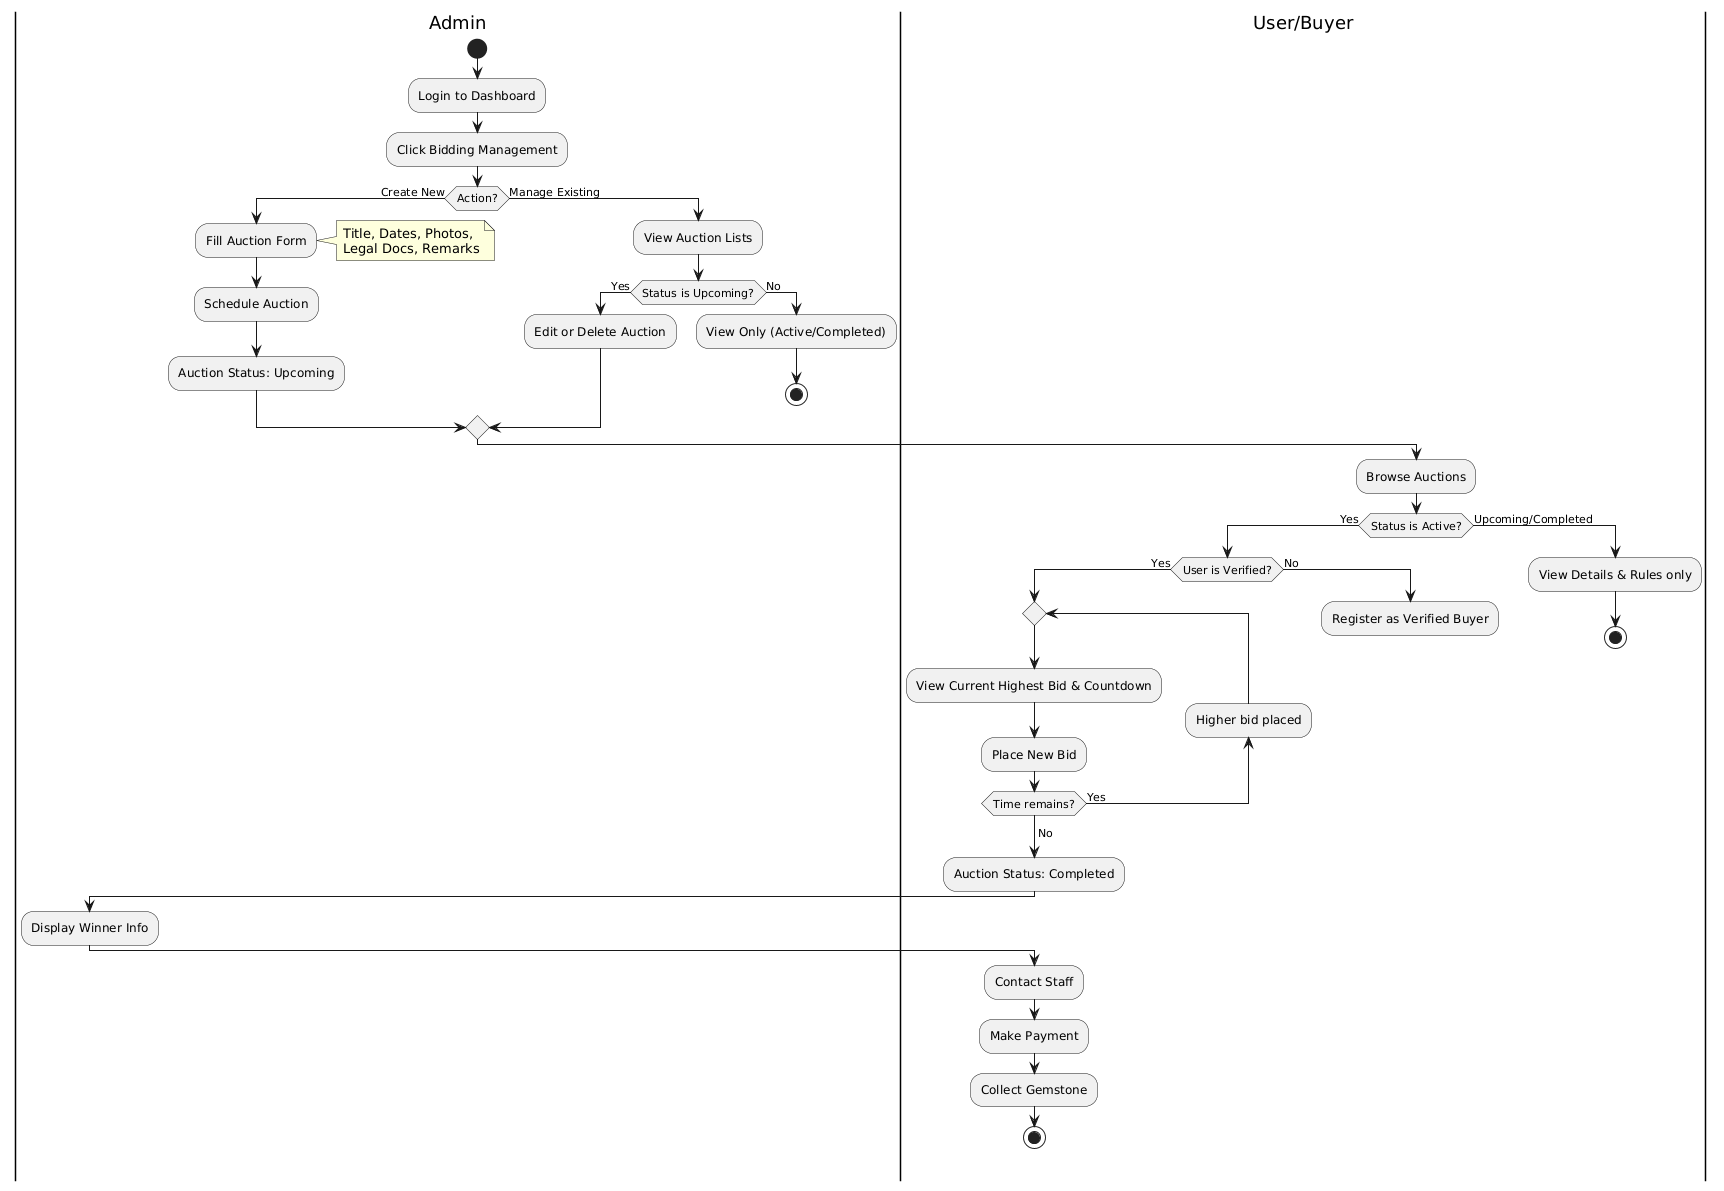 Admin
User/Buyer
Login to Dashboard
Click Bidding Management
Create New
Action?
Manage Existing
Fill Auction Form
Title, Dates, Photos,
Legal Docs, Remarks
View Auction Lists
Schedule Auction
Yes
Status is Upcoming?
No
Edit or Delete Auction
View Only (Active/Completed)
Auction Status: Upcoming
Browse Auctions
Yes
Status is Active?
Upcoming/Completed
Yes
User is Verified?
No
View Details & Rules only
Register as Verified Buyer
View Current Highest Bid & Countdown
Higher bid placed
Place New Bid
Time remains?
Yes
No
Auction Status: Completed
Display Winner Info
Contact Staff
Make Payment
Collect Gemstone